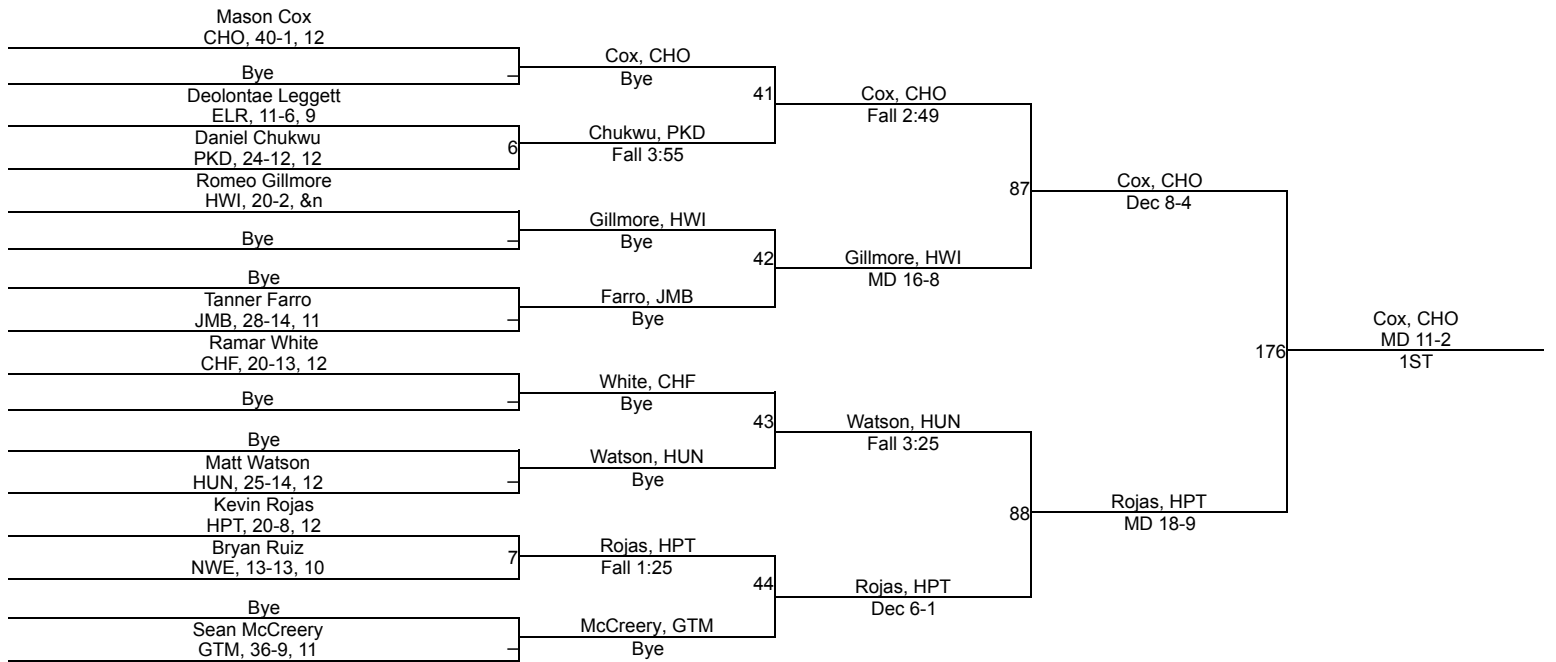 Mason Cox
CHO, 40-1, 12
Bye
Deolontae Leggett
ELR, 11-6, 9
Daniel Chukwu
PKD, 24-12, 12
6
Romeo Gillmore
HWI, 20-2, &n
Bye
Bye
Tanner Farro
JMB, 28-14, 11
Ramar White
CHF, 20-13, 12
Bye
Bye
Matt Watson
HUN, 25-14, 12
Kevin Rojas
HPT, 20-8, 12
Bryan Ruiz
NWE, 13-13, 10
7
Bye
Sean McCreery
GTM, 36-9, 11
Cox, CHO
Bye
41
Chukwu, PKD
Fall 3:55
Gillmore, HWI
Bye
42
Farro, JMB
Bye
White, CHF
Bye
43
Watson, HUN
Bye
Rojas, HPT
Fall 1:25
44
McCreery, GTM
Bye
Cox, CHO
Fall 2:49
87
Gillmore, HWI
MD 16-8
Watson, HUN
Fall 3:25
88
Rojas, HPT
Dec 6-1
Cox, CHO
Dec 8-4
176
Rojas, HPT
MD 18-9
Cox, CHO
MD 11-2
1ST